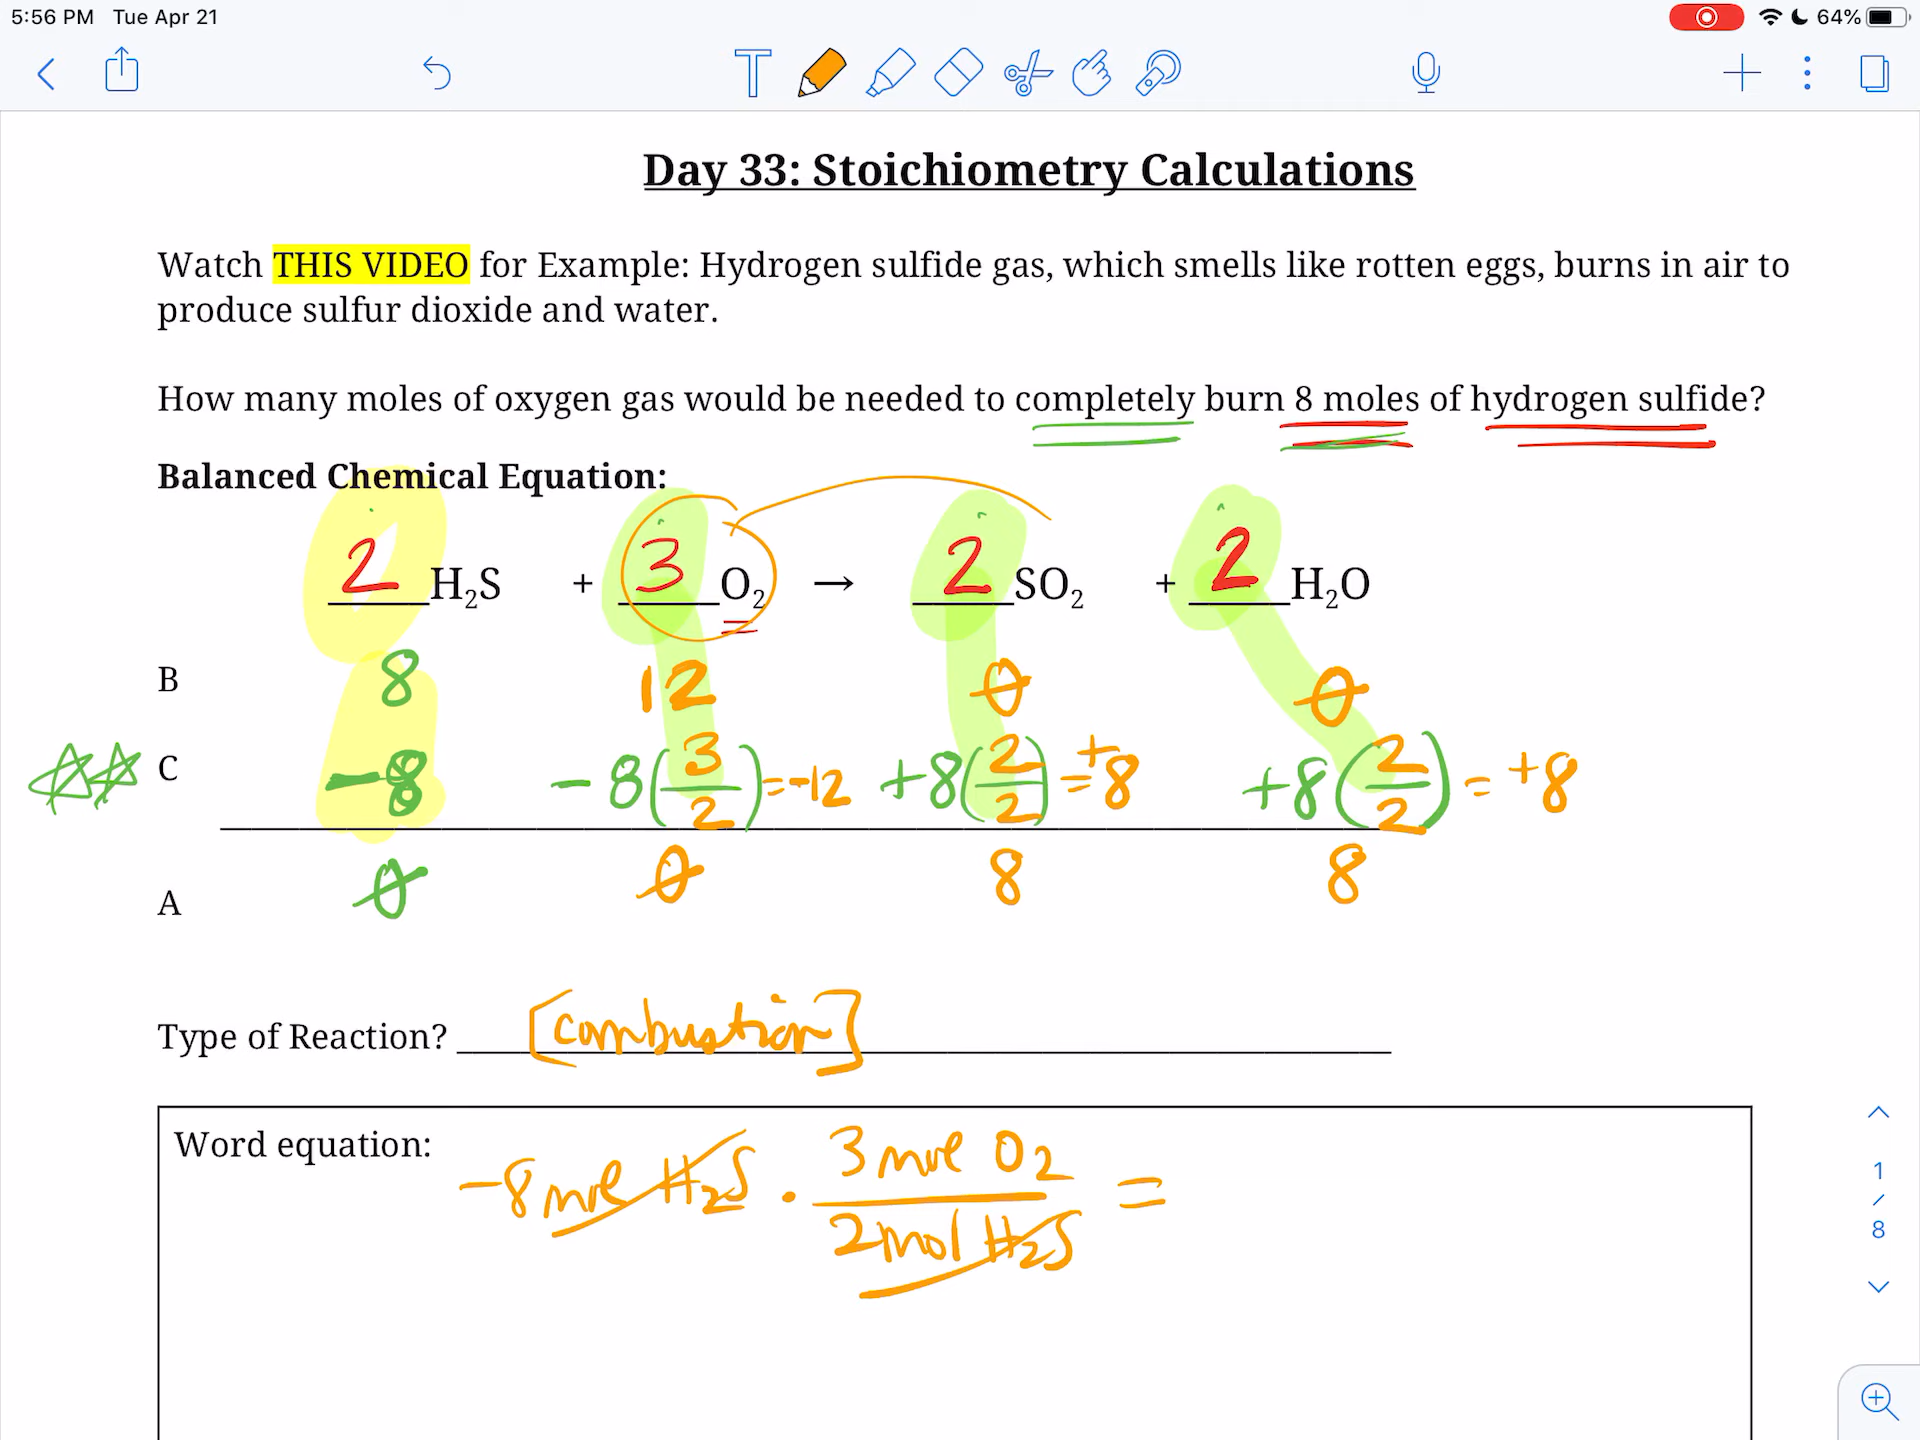 5:56 PM Tue Apr 21 64%
T
Day 33: Stoichiometry Calculations
Watch THIS VIDEO for Example: Hydrogen sulfide gas, which smells like rotten eggs, burns in air to
produce sulfur dioxide and water.
How many moles of oxygen gas would be needed to completely burn 8 moles of hydrogen sulfide?
Balanced Chemical Equation:
2 H₂S + 3 O₂ → 2 SO₂ + 2 H₂O
B 8 12 0 0
C -8 -8(3/2)=-12 +8(2/2)=+8 +8(2/2)=+8
A 0 0 8 8
Type of Reaction? [combustion]
Word equation: -8 mol H₂S · 3 mol O₂ / 2 mol H₂S =
1
/
8